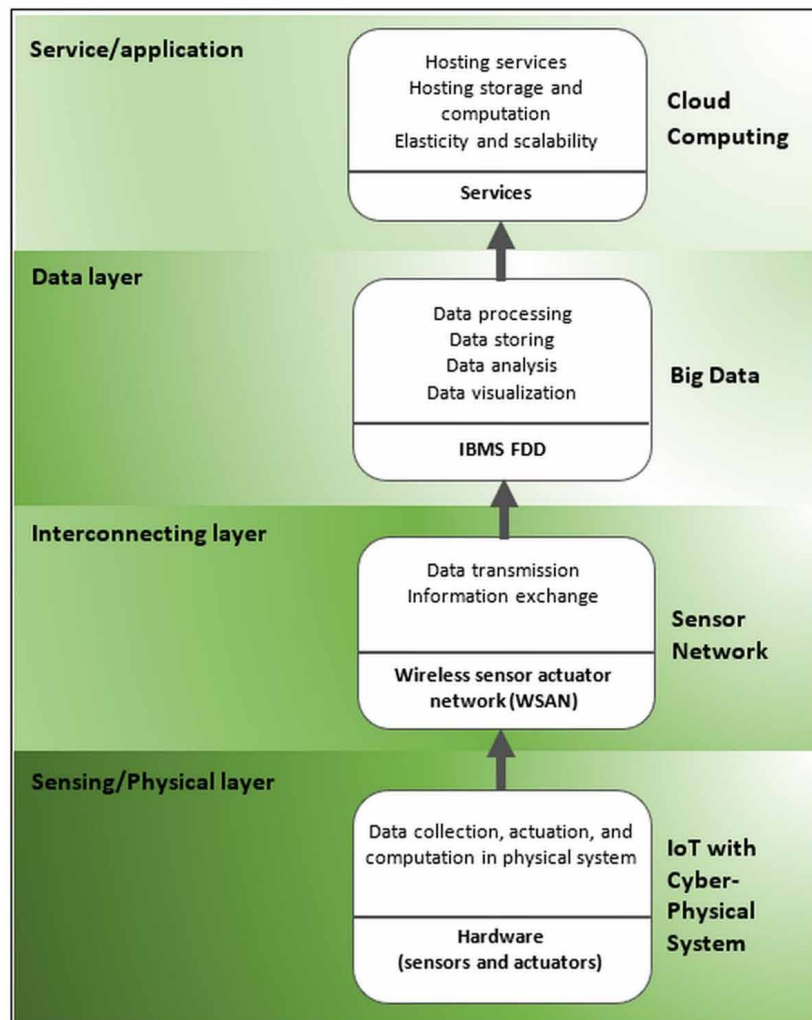 Service/application
Hosting services
Hosting storage and
computation
Elasticity and scalability
Services
Cloud
Computing
Data layer
Data processing
Data storing
Data analysis
Data visualization
IBMS FDD
Big Data
Interconnecting layer
Data transmission
Information exchange
Wireless sensor actuator
network (WSAN)
Sensor
Network
Sensing/Physical layer
Data collection, actuation, and
computation in physical system
Hardware
(sensors and actuators)
IoT with
Cyber-
Physical
System